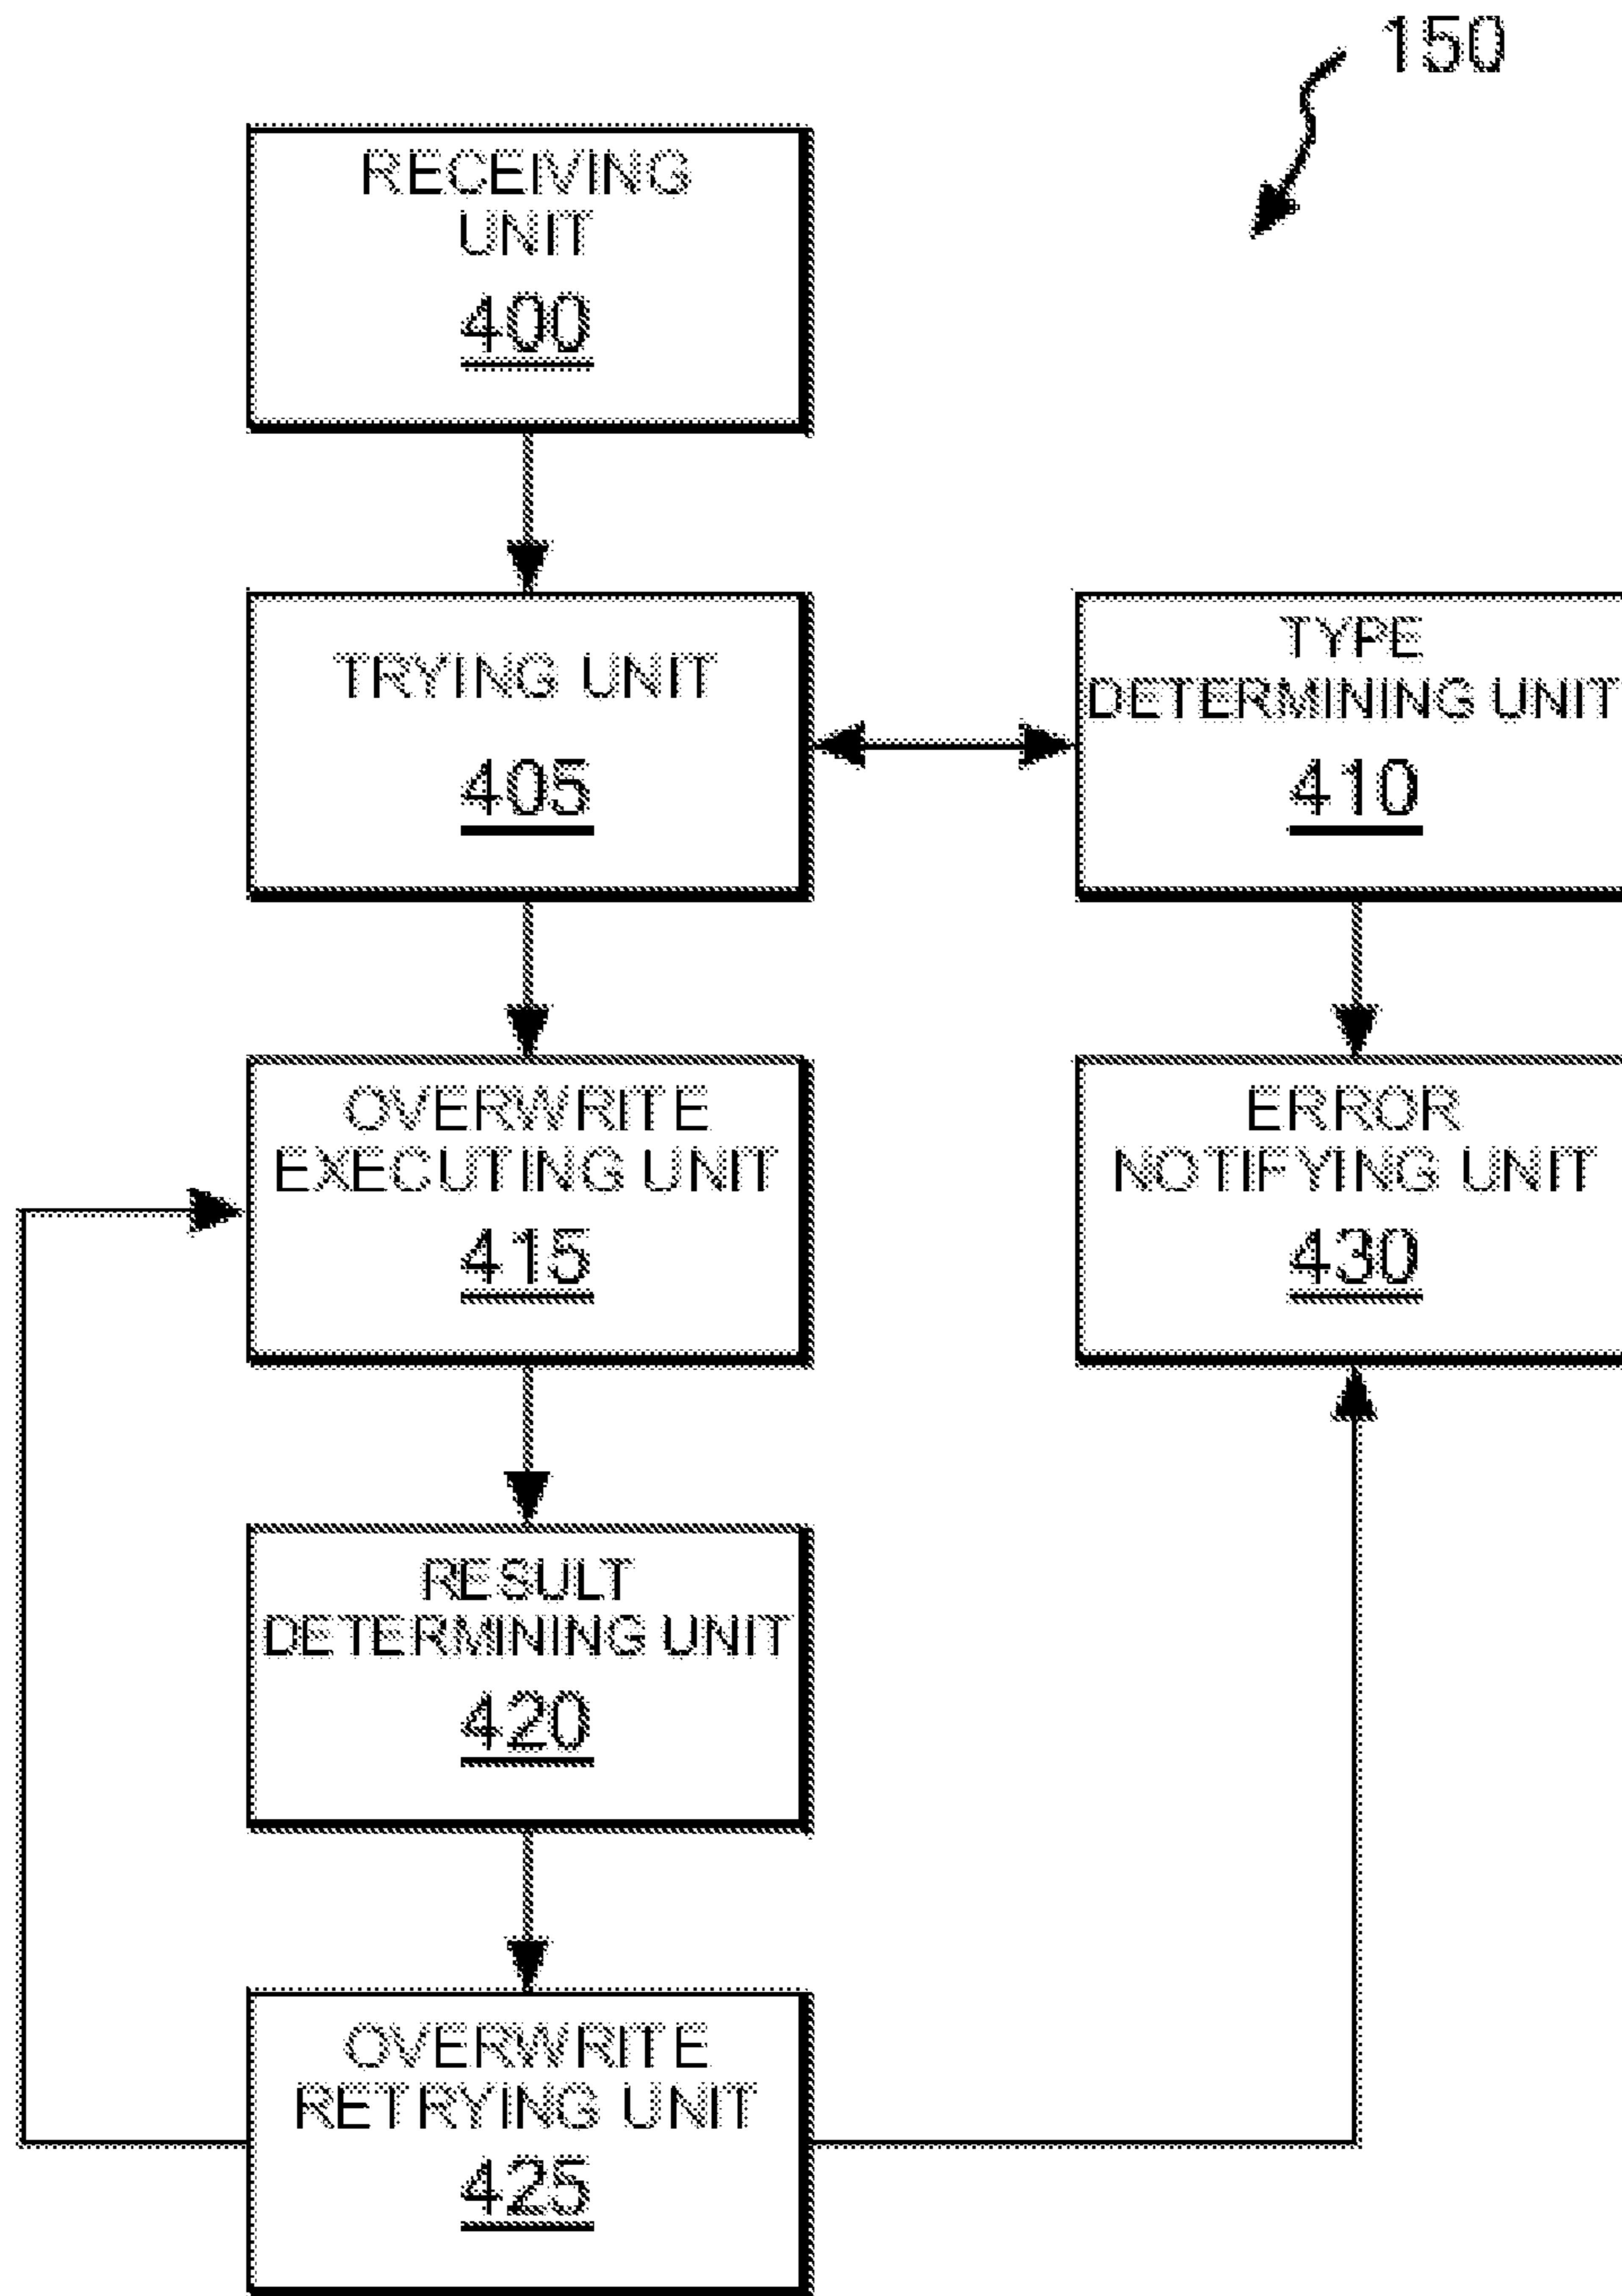 150
RECEIVING
UNIT
400
TRYING UNIT
405
TYPE
DETERMINING UNIT
410
OVERWRITE
EXECUTING UNIT
415
ERROR
NOTIFYING UNIT
430
RESULT
DETERMINING UNIT
420
OVERWRITE
RETRYING UNIT
425